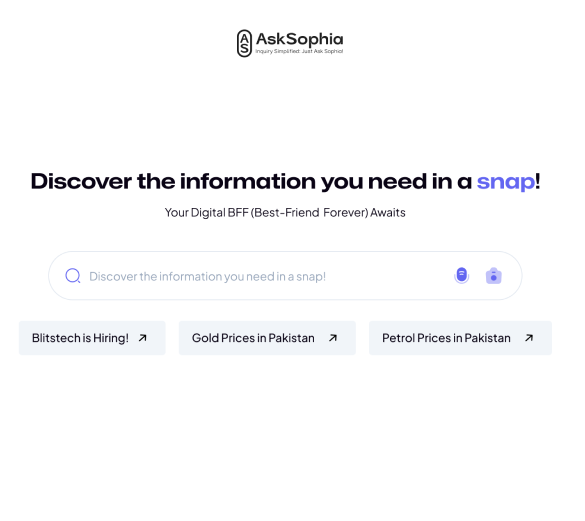 AS
AskSophia
Inquiry Simplified. Just Ask Sophia!
Discover the information you need in a snap!
Your Digital BFF (Best-Friend Forever) Awaits
Discover the information you need in a snap!
Blitstech is Hiring!
Gold Prices in Pakistan
Petrol Prices in Pakistan